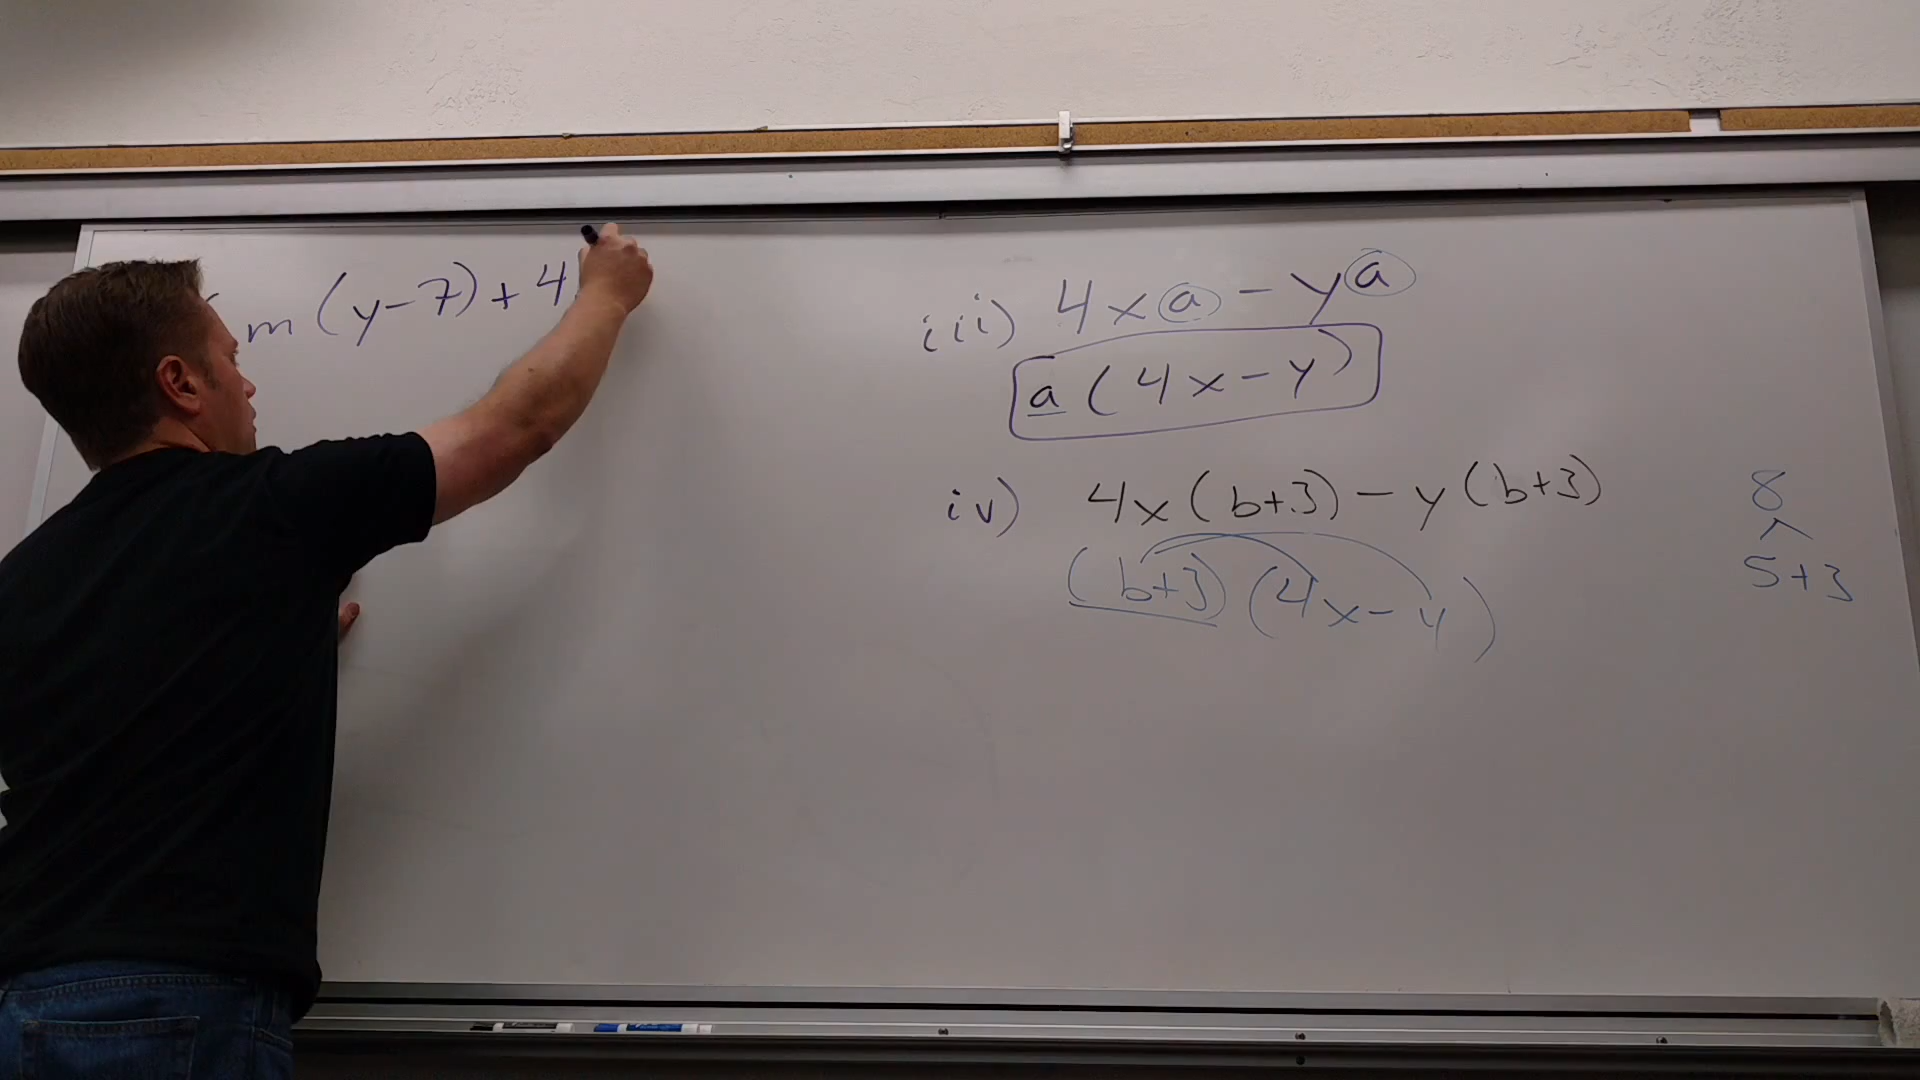 m (y-7) + 4
iii) 4xa - ya
a (4x - y)
iv) 4x (b+3) - y (b+3)
(b+3) (4x - y)
8
5+3